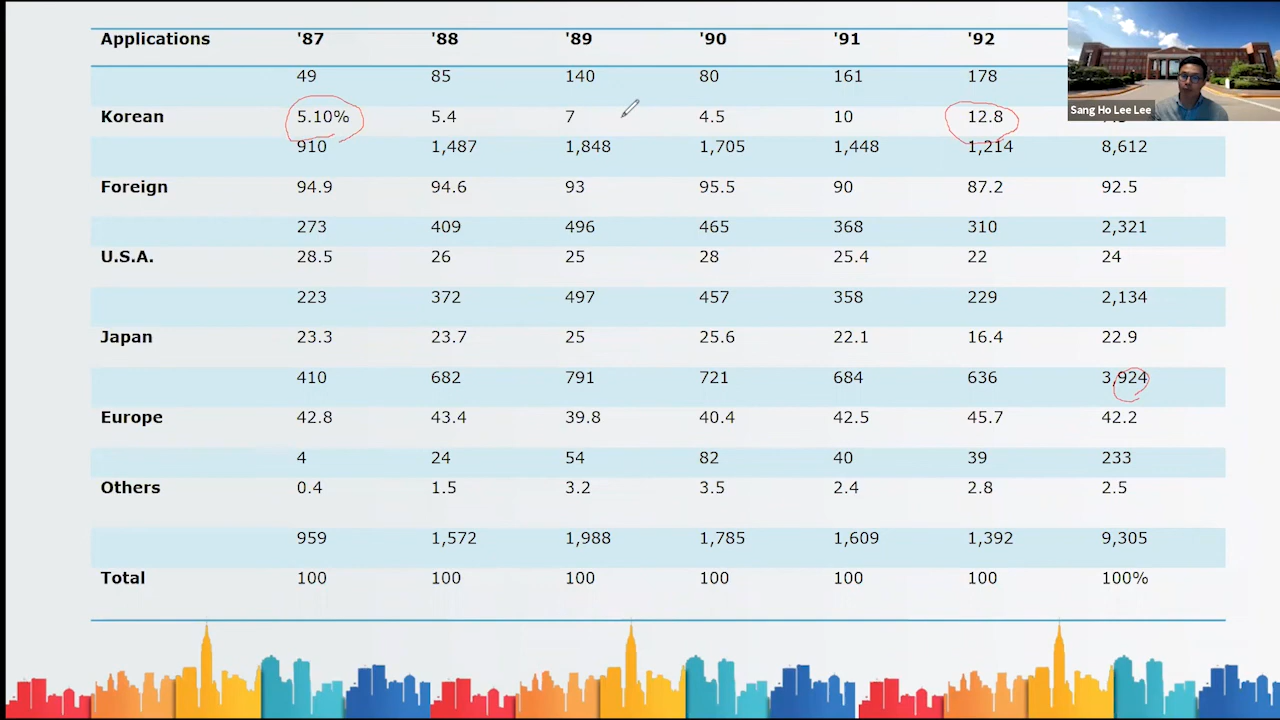 Applications '87 '88 '89 '90 '91 '92
49 85 140 80 161 178
Sang Ho Lee Lee
Korean 5.10% 5.4 7 4.5 10 12.8
910 1,487 1,848 1,705 1,448 1,214 8,612
Foreign 94.9 94.6 93 95.5 90 87.2 92.5
273 409 496 465 368 310 2,321
U.S.A. 28.5 26 25 28 25.4 22 24
223 372 497 457 358 229 2,134
Japan 23.3 23.7 25 25.6 22.1 16.4 22.9
410 682 791 721 684 636 3,924
Europe 42.8 43.4 39.8 40.4 42.5 45.7 42.2
4 24 54 82 40 39 233
Others 0.4 1.5 3.2 3.5 2.4 2.8 2.5
959 1,572 1,988 1,785 1,609 1,392 9,305
Total 100 100 100 100 100 100 100%